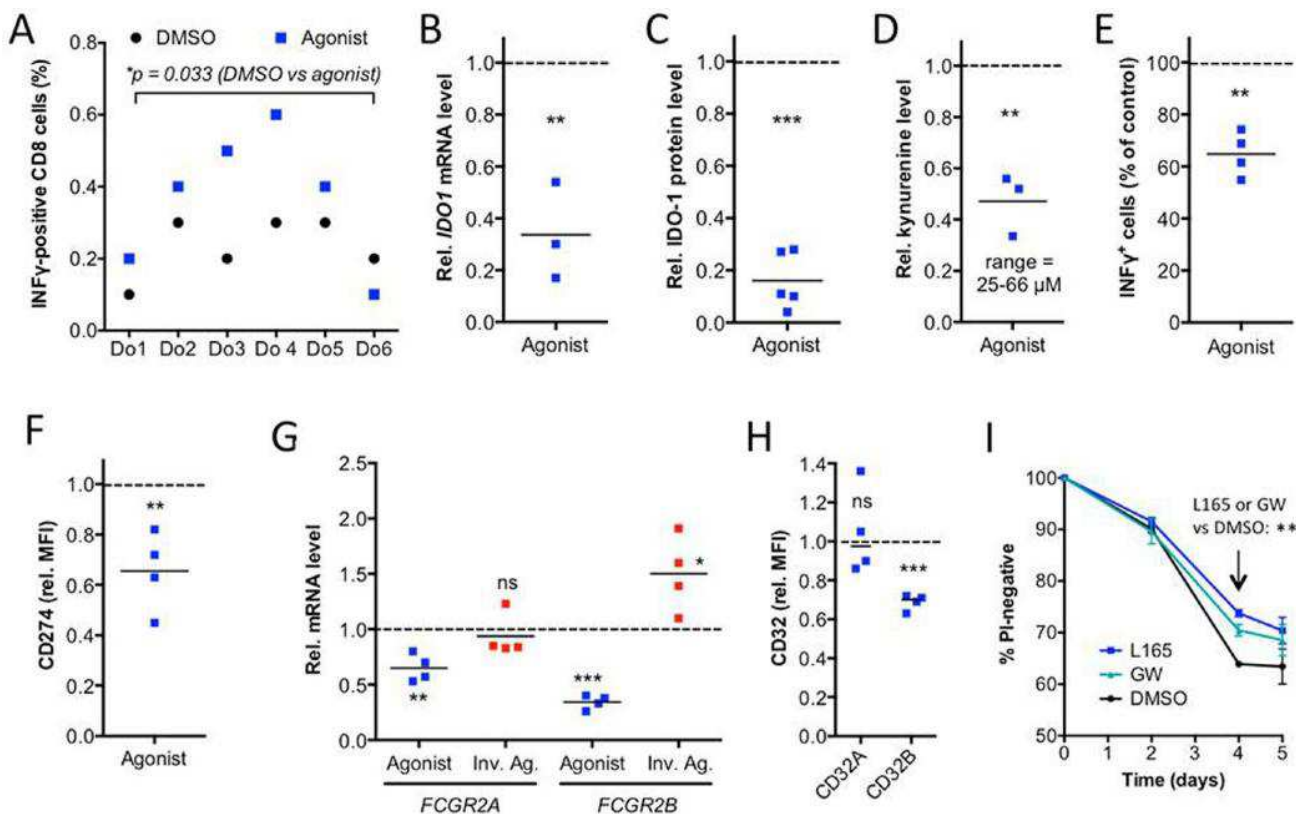 A
INFγ-positive CD8 cells (%)
0.8
0.6
0.4
0.2
0.0
DMSO
Agonist
*p = 0.033 (DMSO vs agonist)
Do1
Do2
Do3
Do 4
Do5
Do6
B
Rel. IDO1 mRNA level
1.0
0.8
0.6
0.4
0.2
0.0
**
Agonist
C
Rel. IDO-1 protein level
1.0
0.8
0.6
0.4
0.2
0.0
***
Agonist
D
Rel. kynurenine level
1.0
0.8
0.6
0.4
0.2
0.0
**
range =
25-66 µM
Agonist
E
INFγ+ cells (% of control)
100
80
60
40
20
0
**
Agonist
F
CD274 (rel. MFI)
1.0
0.8
0.6
0.4
0.2
0.0
**
Agonist
G
Rel. mRNA level
2.5
2.0
1.5
1.0
0.5
0.0
**
ns
***
*
Agonist
Inv. Ag.
Agonist
Inv. Ag.
FCGR2A
FCGR2B
H
CD32 (rel. MFI)
1.4
1.2
1.0
0.8
0.6
0.4
0.2
0.0
ns
***
CD32A
CD32B
I
% PI-negative
100
90
80
70
60
50
L165 or GW
vs DMSO: **
L165
GW
DMSO
0
1
2
3
4
5
Time (days)